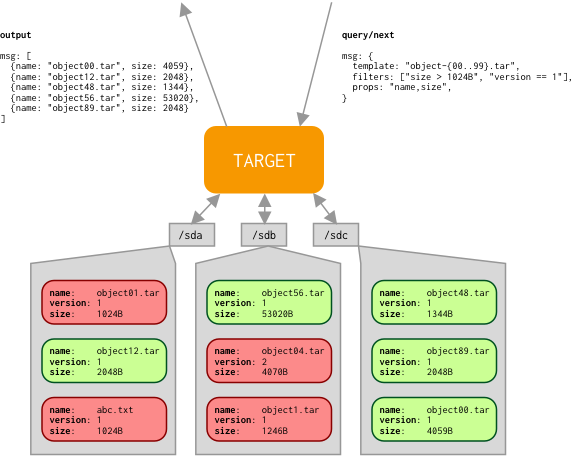 output
msg: [
{name: "object00.tar", size: 4059},
{name: "object12.tar", size: 2048},
{name: "object48.tar", size: 1344},
{name: "object56.tar", size: 53020},
{name: "object89.tar", size: 2048}
]
query/next
msg: {
template: "object-{00..99}.tar",
filters: ["size > 1024B", "version == 1"],
props: "name,size",
}
TARGET
/sda
/sdb
/sdc
name: object01.tar
version: 1
size: 1024B
name: object12.tar
version: 1
size: 2048B
name: abc.txt
version: 1
size: 1024B
name: object56.tar
version: 1
size: 53020B
name: object04.tar
version: 2
size: 4070B
name: object1.tar
version: 1
size: 1246B
name: object48.tar
version: 1
size: 1344B
name: object89.tar
version: 1
size: 2048B
name: object00.tar
version: 1
size: 4059B